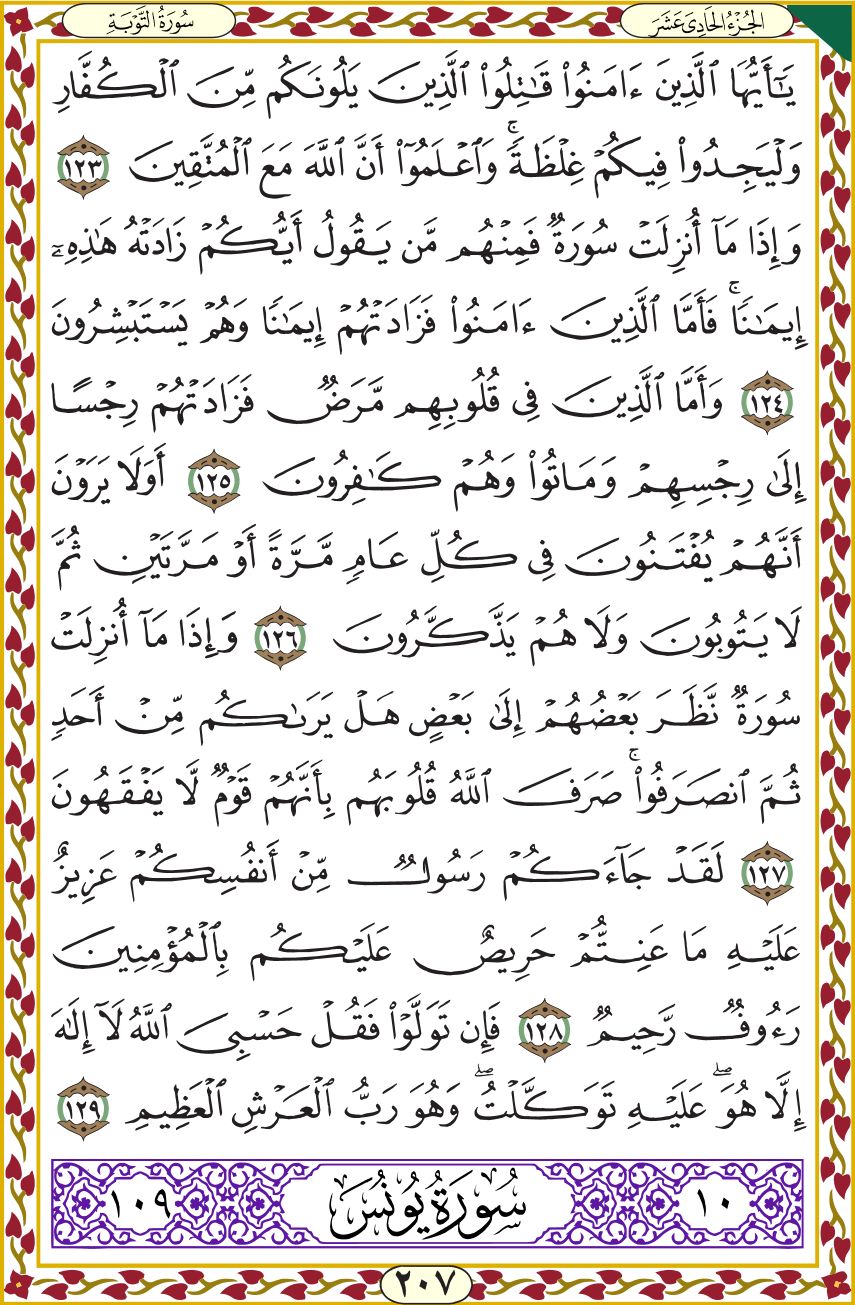 الجُزْءُ الحَادِىَ عَشَرَ
سُورَةُ التَّوْبَةِ
يَٰٓأَيُّهَا ٱلَّذِينَ ءَامَنُوا۟ قَٰتِلُوا۟ ٱلَّذِينَ يَلُونَكُم مِّنَ ٱلْكُفَّارِ
وَلْيَجِدُوا۟ فِيكُمْ غِلْظَةًۚ وَٱعْلَمُوٓا۟ أَنَّ ٱللَّهَ مَعَ ٱلْمُتَّقِينَ ١٢٣
وَإِذَا مَآ أُنزِلَتْ سُورَةٌ فَمِنْهُم مَّن يَقُولُ أَيُّكُمْ زَادَتْهُ هَٰذِهِۦٓ
إِيمَٰنًاۚ فَأَمَّا ٱلَّذِينَ ءَامَنُوا۟ فَزَادَتْهُمْ إِيمَٰنًا وَهُمْ يَسْتَبْشِرُونَ
١٢٤ وَأَمَّا ٱلَّذِينَ فِى قُلُوبِهِم مَّرَضٌ فَزَادَتْهُمْ رِجْسًا
إِلَىٰ رِجْسِهِمْ وَمَاتُوا۟ وَهُمْ كَٰفِرُونَ ١٢٥ أَوَلَا يَرَوْنَ
أَنَّهُمْ يُفْتَنُونَ فِى كُلِّ عَامٍ مَّرَّةً أَوْ مَرَّتَيْنِ ثُمَّ
لَا يَتُوبُونَ وَلَا هُمْ يَذَّكَّرُونَ ١٢٦ وَإِذَا مَآ أُنزِلَتْ
سُورَةٌ نَّظَرَ بَعْضُهُمْ إِلَىٰ بَعْضٍ هَلْ يَرَىٰكُم مِّنْ أَحَدٍ
ثُمَّ ٱنصَرَفُوا۟ۚ صَرَفَ ٱللَّهُ قُلُوبَهُم بِأَنَّهُمْ قَوْمٌ لَّا يَفْقَهُونَ
١٢٧ لَقَدْ جَآءَكُمْ رَسُولٌ مِّنْ أَنفُسِكُمْ عَزِيزٌ
عَلَيْهِ مَا عَنِتُّمْ حَرِيصٌ عَلَيْكُم بِٱلْمُؤْمِنِينَ
رَءُوفٌ رَّحِيمٌ ١٢٨ فَإِن تَوَلَّوْا۟ فَقُلْ حَسْبِىَ ٱللَّهُ لَآ إِلَٰهَ
إِلَّا هُوَۖ عَلَيْهِ تَوَكَّلْتُۖ وَهُوَ رَبُّ ٱلْعَرْشِ ٱلْعَظِيمِ ١٢٩
١٠ سُورَةُ يُونُسَ ١٠٩
٢٠٧